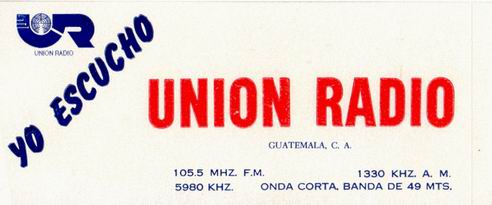 UR
UNION RADIO
YO ESCUCHO
UNION RADIO
GUATEMALA, C. A.
105.5 MHZ. F.M. 1330 KHZ. A. M.
5980 KHZ. ONDA CORTA, BANDA DE 49 MTS.